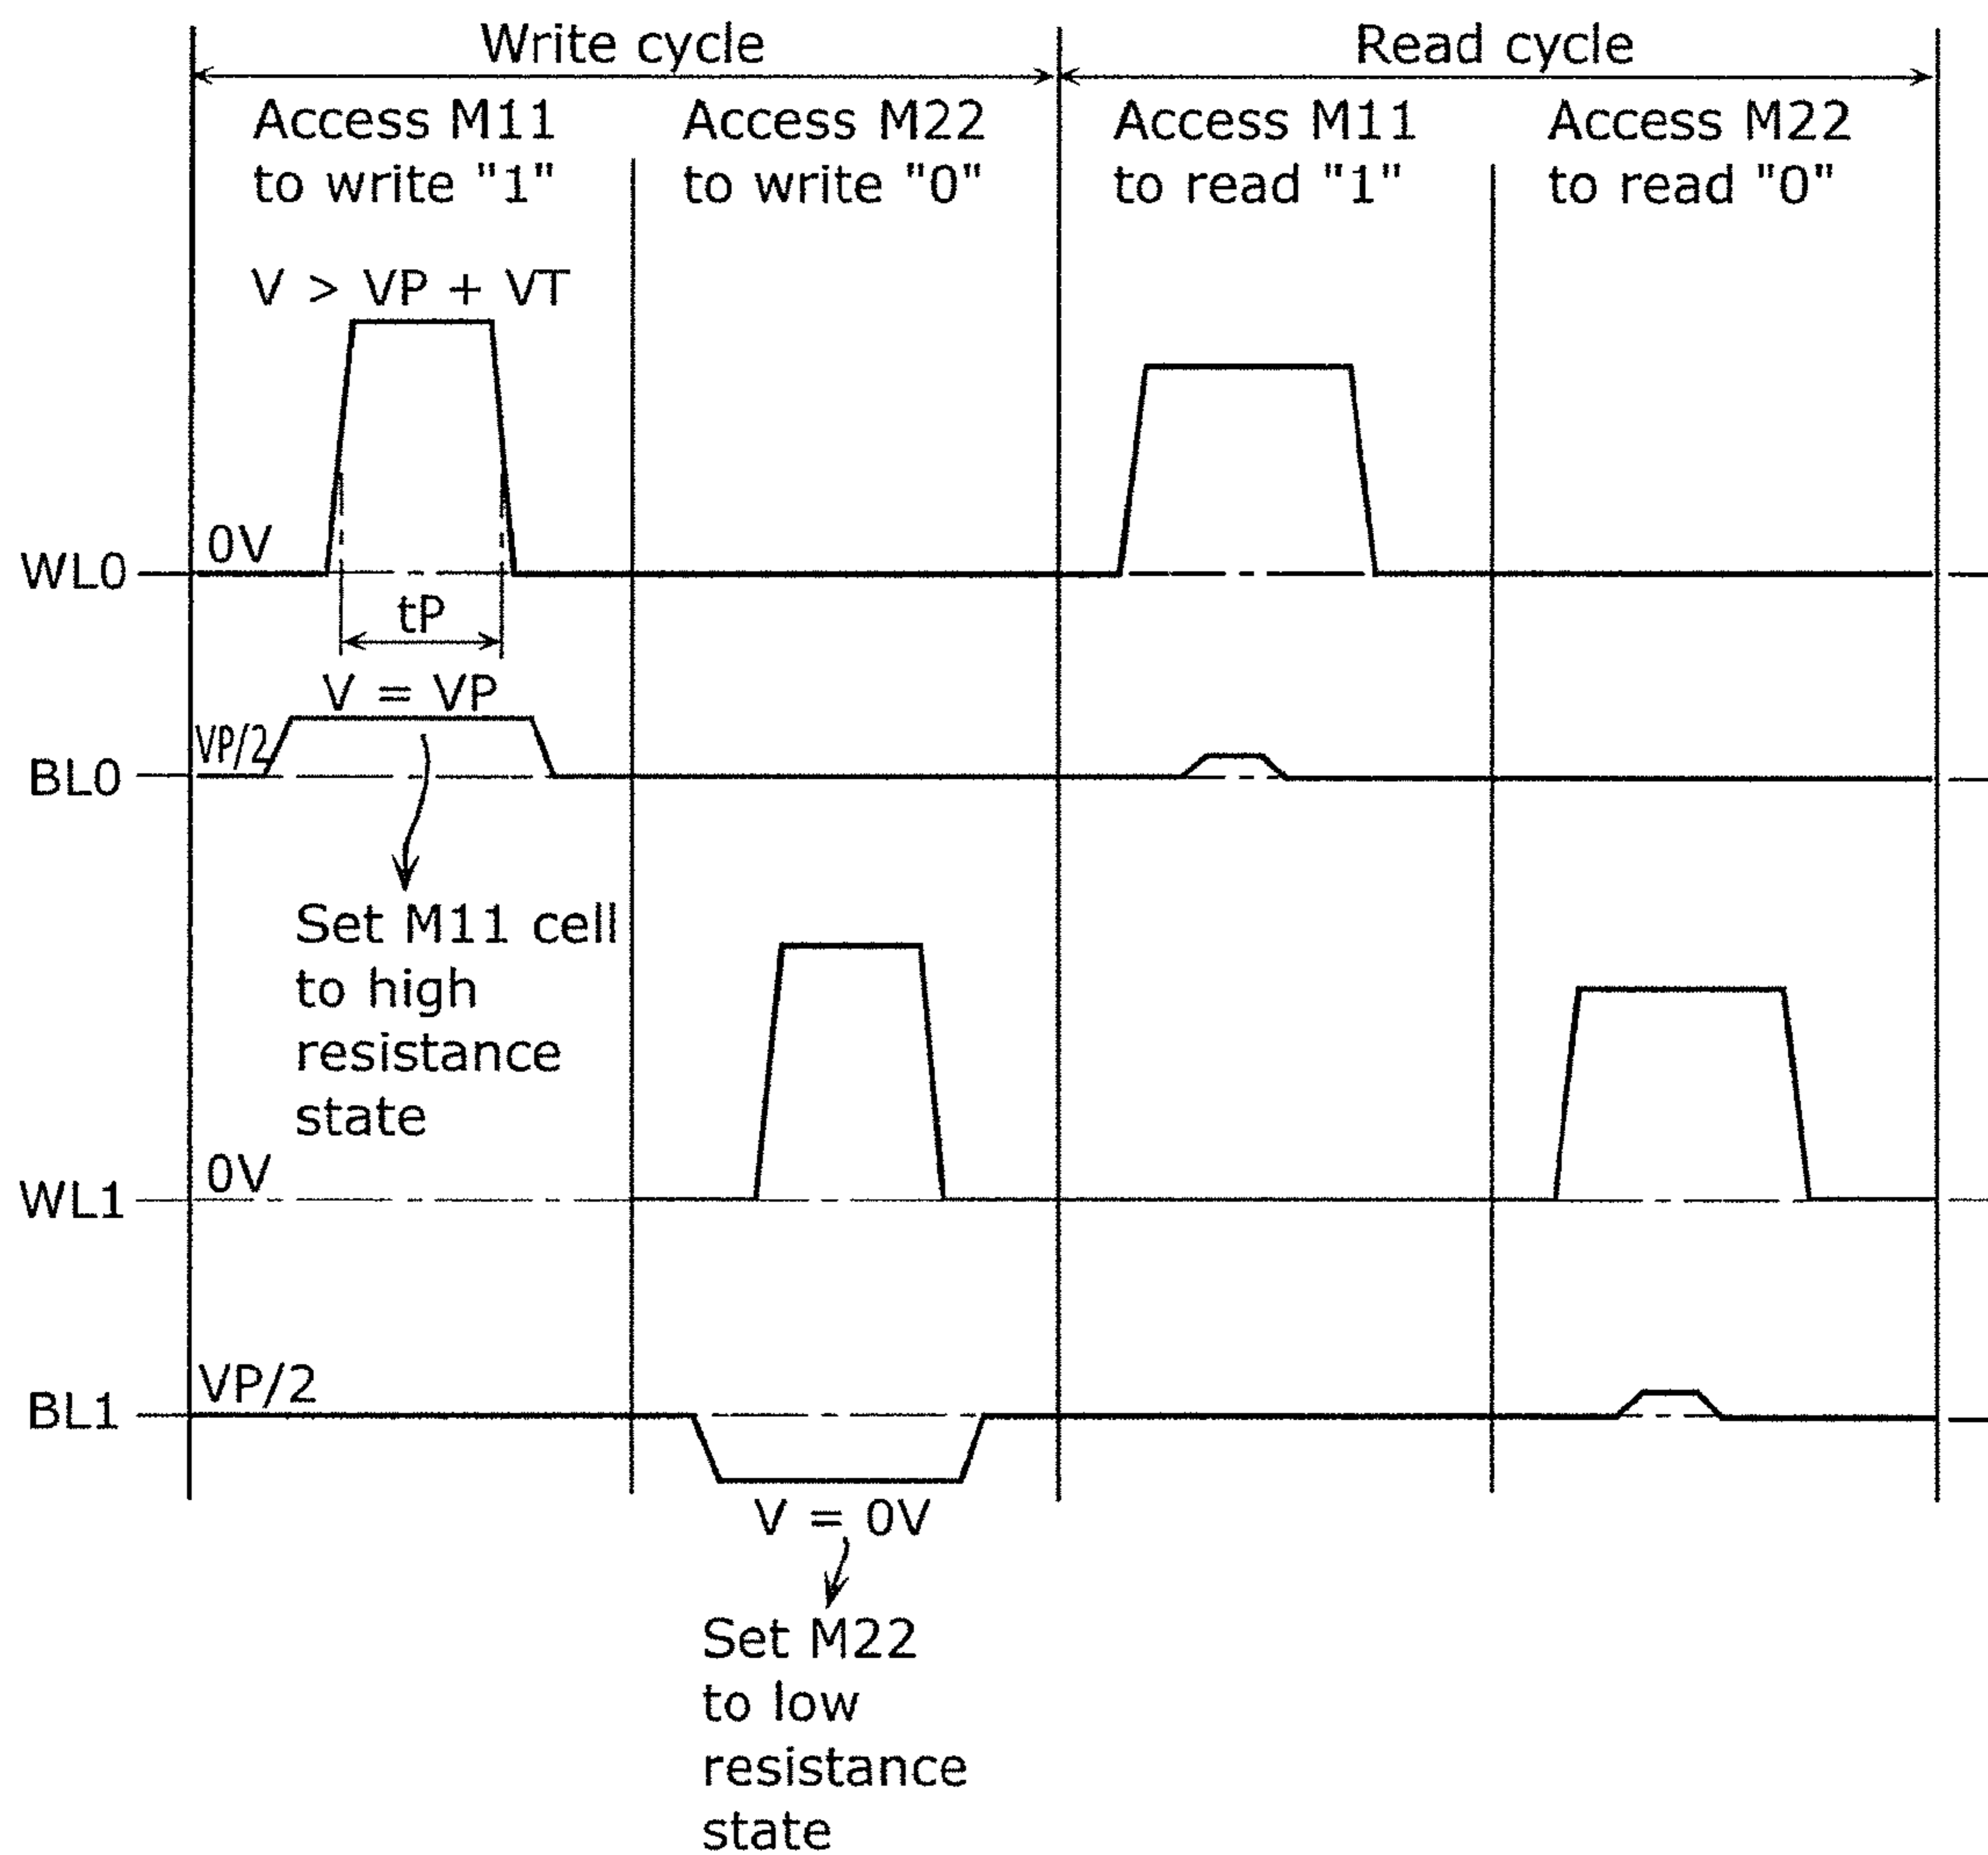 Write cycle
Read cycle
Access M11
to write "1"
Access M22
to write "0"
Access M11
to read "1"
Access M22
to read "0"
V > VP + VT
0V
WL0
tP
V = VP
VP/2
BL0
Set M11 cell
to high
resistance
state
0V
WL1
VP/2
BL1
V = 0V
Set M22
to low
resistance
state